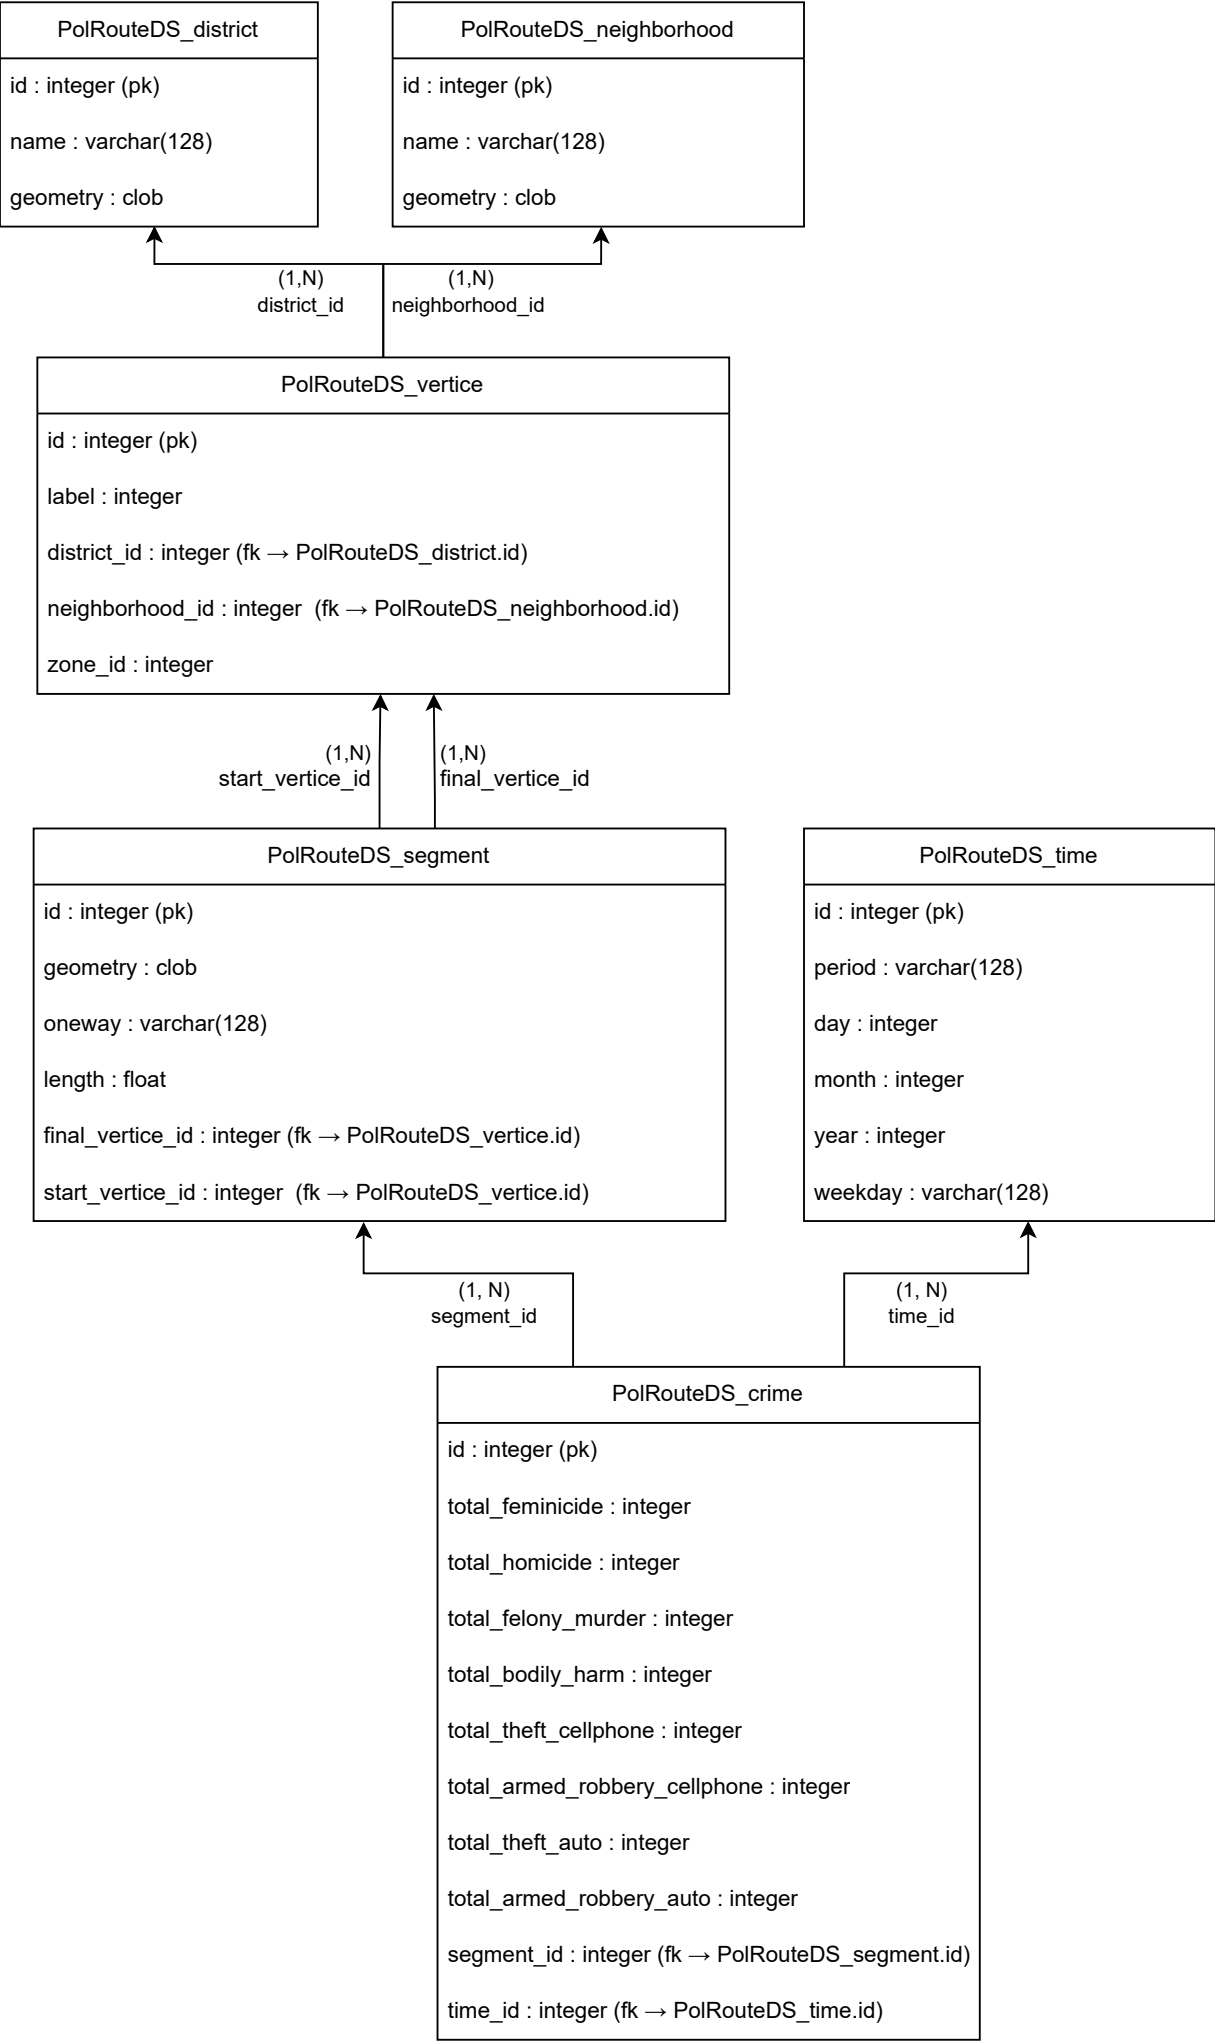 PolRouteDS_district
id : integer (pk)
name : varchar(128)
geometry : clob
PolRouteDS_neighborhood
id : integer (pk)
name : varchar(128)
geometry : clob
(1,N)
district_id
(1,N)
neighborhood_id
PolRouteDS_vertice
id : integer (pk)
label : integer
district_id : integer (fk → PolRouteDS_district.id)
neighborhood_id : integer  (fk → PolRouteDS_neighborhood.id)
zone_id : integer
(1,N)
start_vertice_id
(1,N)
final_vertice_id
PolRouteDS_segment
id : integer (pk)
geometry : clob
oneway : varchar(128)
length : float
final_vertice_id : integer (fk → PolRouteDS_vertice.id)
start_vertice_id : integer  (fk → PolRouteDS_vertice.id)
PolRouteDS_time
id : integer (pk)
period : varchar(128)
day : integer
month : integer
year : integer
weekday : varchar(128)
(1, N)
segment_id
(1, N)
time_id
PolRouteDS_crime
id : integer (pk)
total_feminicide : integer
total_homicide : integer
total_felony_murder : integer
total_bodily_harm : integer
total_theft_cellphone : integer
total_armed_robbery_cellphone : integer
total_theft_auto : integer
total_armed_robbery_auto : integer
segment_id : integer (fk → PolRouteDS_segment.id)
time_id : integer (fk → PolRouteDS_time.id)